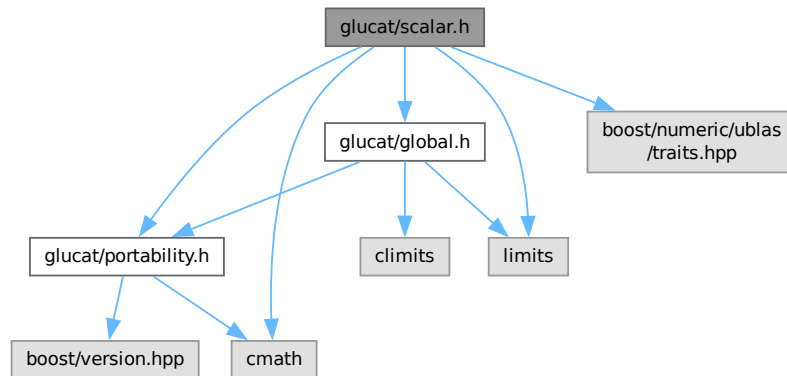 glucat/scalar.h
boost/numeric/ublas
/traits.hpp
glucat/global.h
glucat/portability.h
climits
limits
boost/version.hpp
cmath